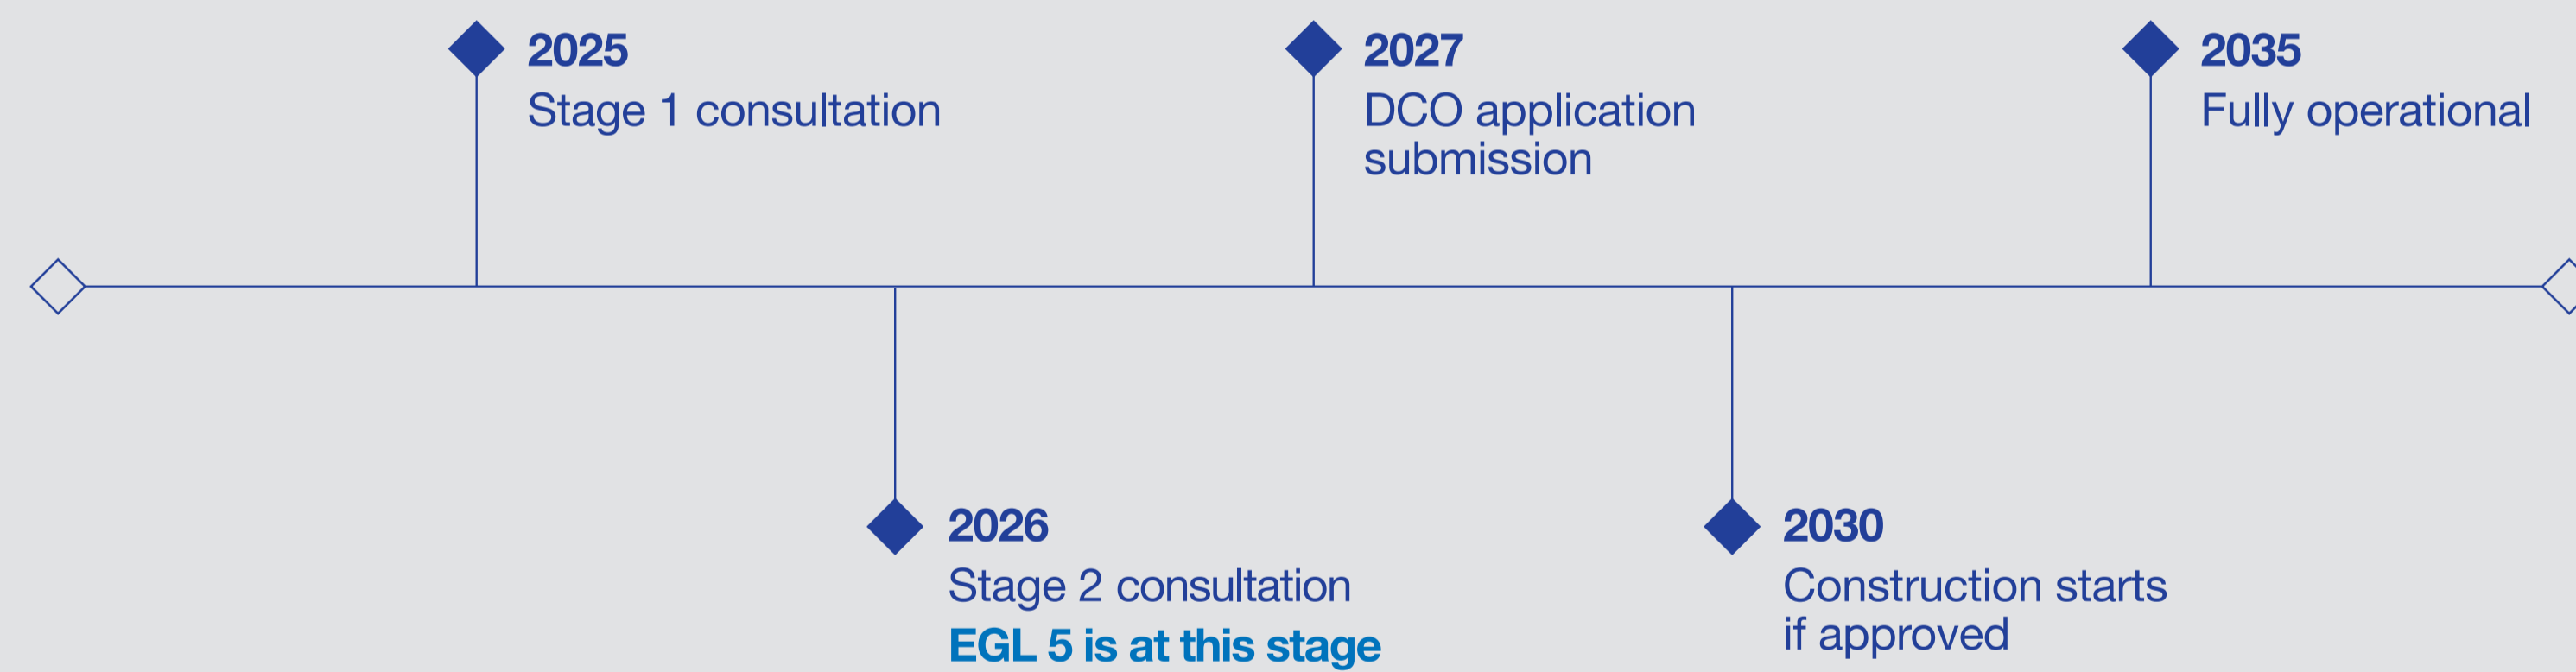 2025
Stage 1 consultation
2026
Stage 2 consultation
EGL 5 is at this stage
2027
DCO application
submission
2030
Construction starts
if approved
2035
Fully operational